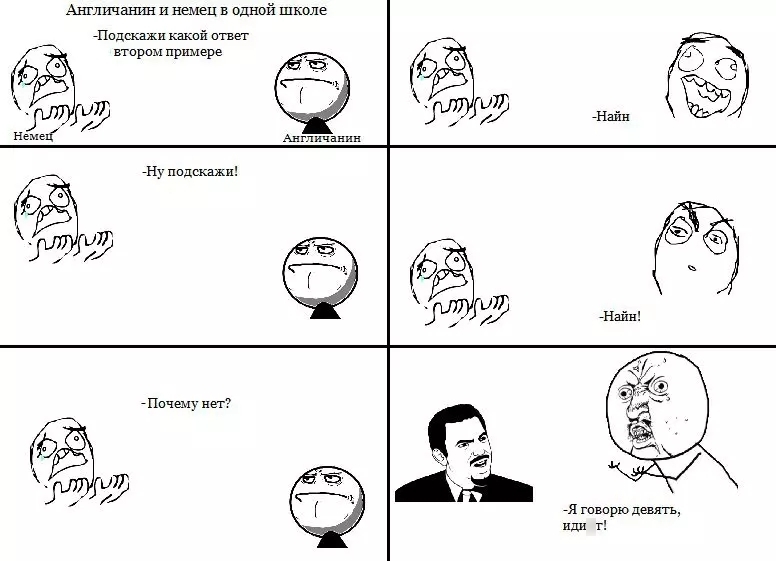 Англичанин и немец в одной школе
-Подскажи какой ответ
втором примере
Немец
Англичанин
-Найн
-Ну подскажи!
-Найн!
-Почему нет?
-Я говорю девять,
иди т!